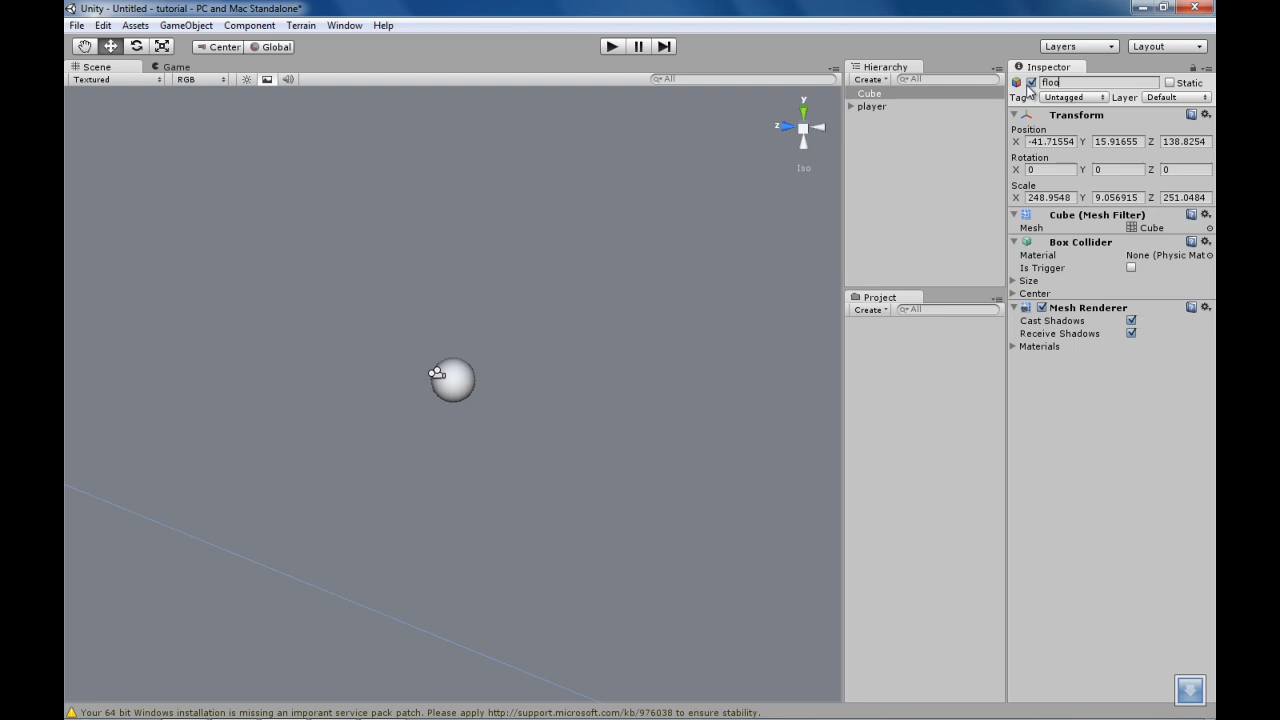 Unity - Untitled - tutorial - PC and Mac Standalone*
File Edit Assets GameObject Component Terrain Window Help
Center Global Layers Layout
Scene Game
Textured RGB All
y
z
Iso
Hierarchy
Create All
Cube
player
Project
Create All
Inspector
floo Static
Tag Untagged Layer Default
Transform
Position
X -41.71554 Y 15.91655 Z 138.8254
Rotation
X 0 Y 0 Z 0
Scale
X 248.9548 Y 9.056915 Z 251.0484
Cube (Mesh Filter)
Mesh Cube
Box Collider
Material None (Physic Mat
Is Trigger
Size
Center
Mesh Renderer
Cast Shadows
Receive Shadows
Materials
Your 64 bit Windows installation is missing an imporant service pack patch. Please apply http://support.microsoft.com/kb/976038 to ensure stability.